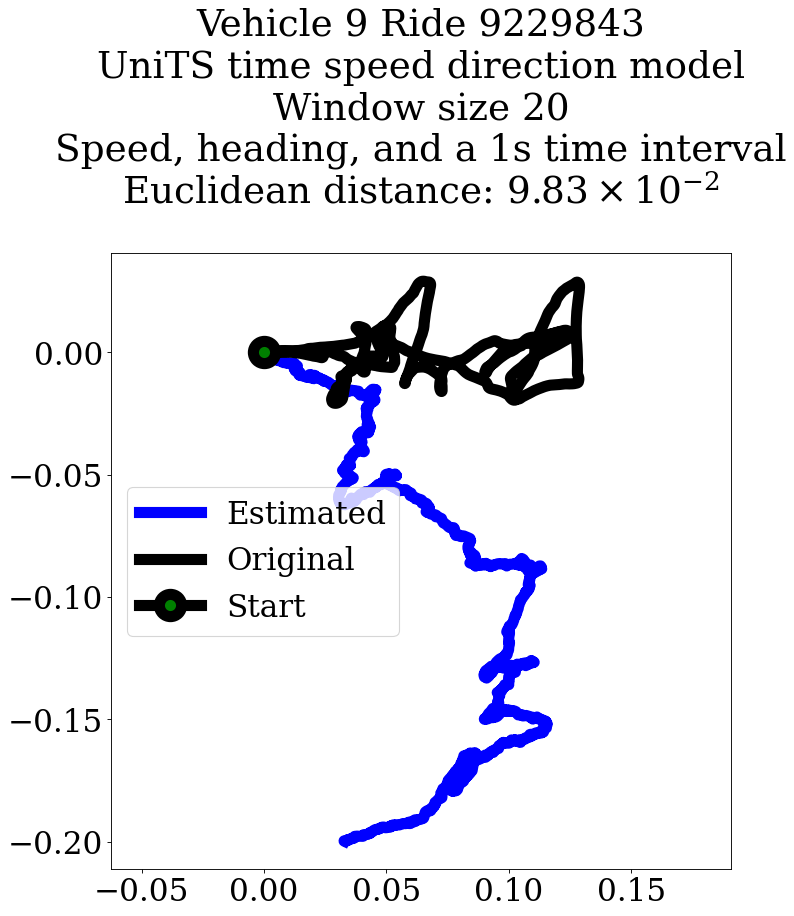 Vehicle 9 Ride 9229843
UniTS time speed direction model
Window size 20
Speed, heading, and a 1s time interval
Euclidean distance: 9.83 × 10⁻²
0.00
−0.05
−0.10
−0.15
−0.20
Estimated
Original
Start
−0.05 0.00 0.05 0.10 0.15